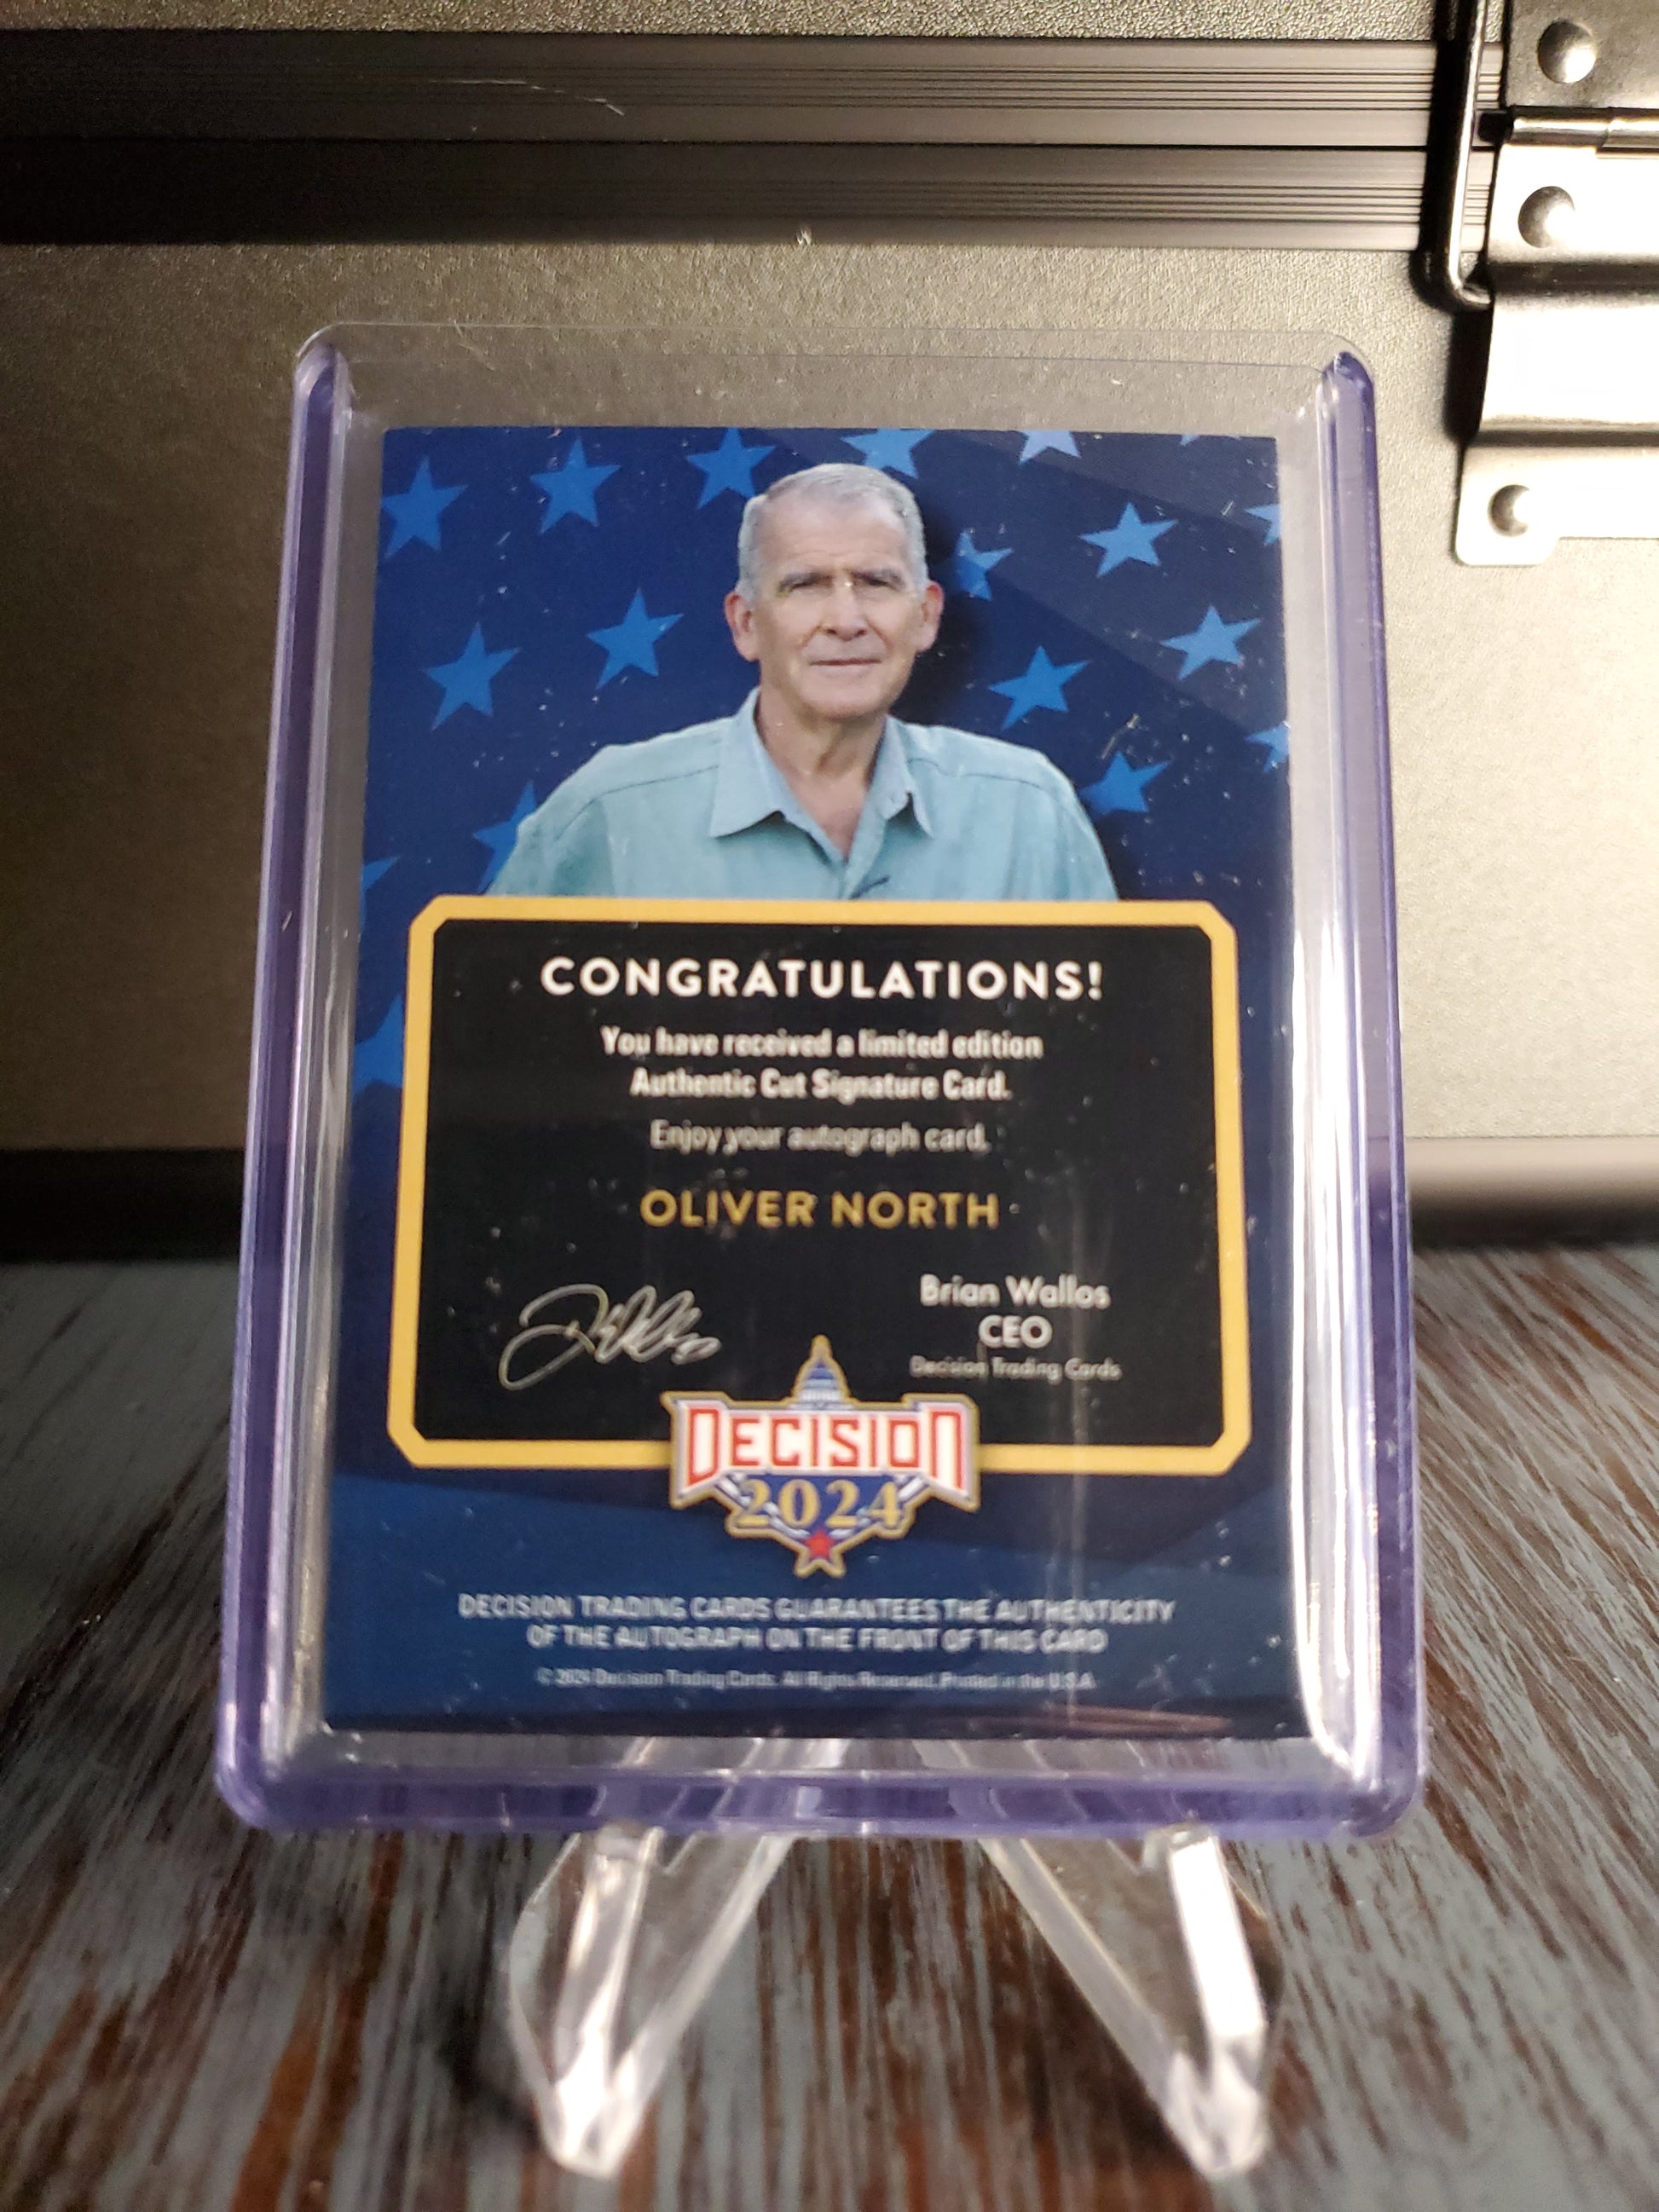 CONGRATULATIONS!
You have received a limited edition
Authentic Cut Signature Card.
Enjoy your autograph card.
OLIVER NORTH
Brian Wallos
CEO
Decision Trading Cards
DECISION
2024
DECISION TRADING CARDS GUARANTEES THE AUTHENTICITY
OF THE AUTOGRAPH ON THE FRONT OF THIS CARD
© 2024 Decision Trading Cards. All Rights Reserved. Printed in the U.S.A.